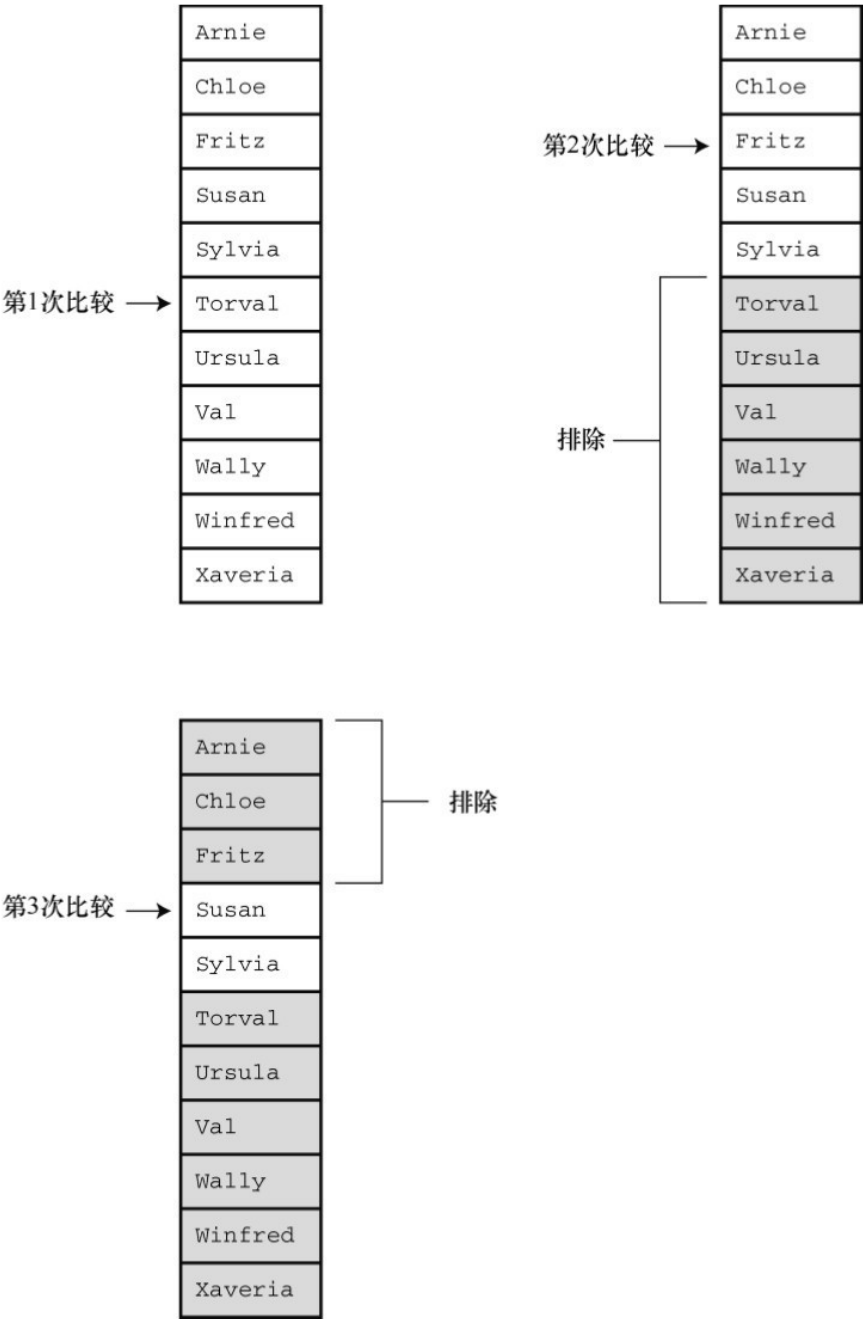 Arnie
Chloe
Fritz
Susan
Sylvia
第1次比较
Torval
Ursula
Val
Wally
Winfred
Xaveria
Arnie
Chloe
第2次比较
Fritz
Susan
Sylvia
Torval
Ursula
Val
排除
Wally
Winfred
Xaveria
Arnie
Chloe
排除
Fritz
第3次比较
Susan
Sylvia
Torval
Ursula
Val
Wally
Winfred
Xaveria